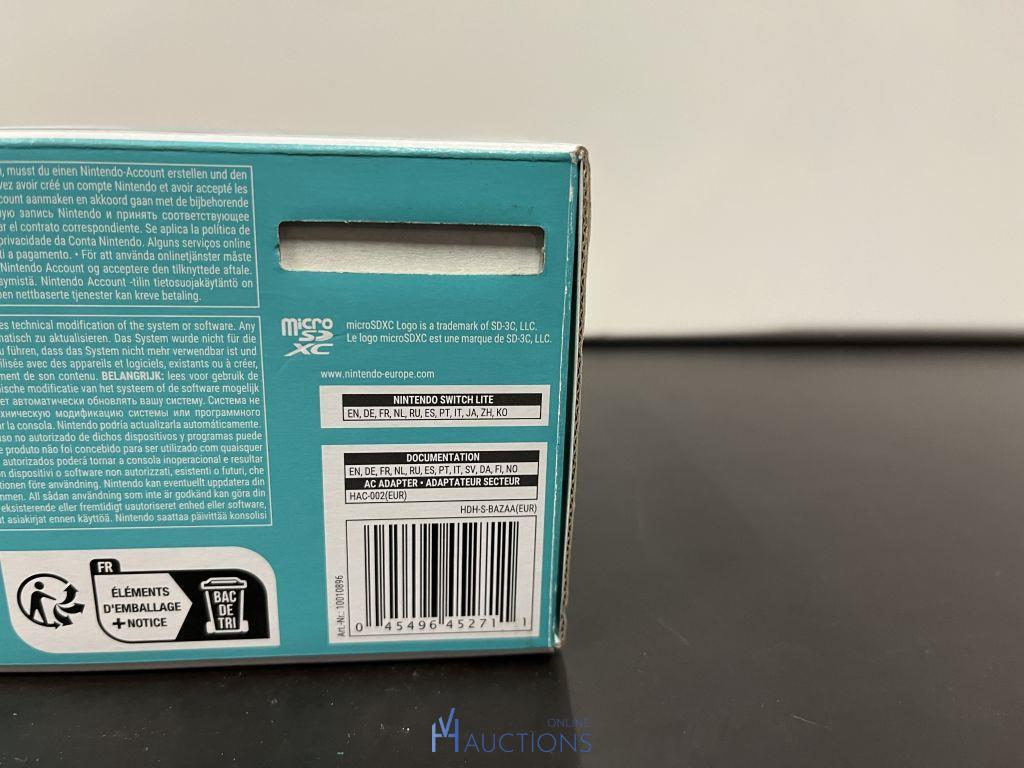 , musst du einen Nintendo-Account erstellen und den
vez avoir créé un compte Nintendo et avoir accepté les
count aanmaken en akkoord gaan met de bijbehorende
ную запись Nintendo и принять соответствующее
ar el contrato correspondiente. Se aplica la política de
privacidade da Conta Nintendo. Alguns serviços online
ti a pagamento. • För att använda onlinetjänster måste
Nintendo Account og acceptere den tilknyttede aftale.
symistä. Nintendo Account -tilin tietosuojakäytäntö on
pen nettbaserte tjenester kan kreve betaling.
es technical modification of the system or software. Any
matisch zu aktualisieren. Das System wurde nicht für die
u führen, dass das System nicht mehr verwendbar ist und
ilisée avec des appareils et logiciels, existants ou à créer,
ment de son contenu. BELANGRIJK: lees voor gebruik de
nische modificatie van het systeem of de software mogelijk
ет автоматически обновлять вашу систему. Система не
хническую модификацию системы или программного
ar la consola. Nintendo podría actualizarla automáticamente.
so no autorizado de dichos dispositivos y programas puede
e produto não foi concebido para ser utilizado com quaisquer
autorizados poderá tornar a consola inoperacional e resultar
on dispositivi o software non autorizzati, esistenti o futuri, che
tionen före användning. Nintendo kan eventuellt uppdatera din
mmen. All sådan användning som inte är godkänd kan göra din
eksisterende eller fremtidigt uautoriseret enhed eller software,
t asiakirjat ennen käyttöä. Nintendo saattaa päivittää konsolisi
Micro SD XC
microSDXC Logo is a trademark of SD-3C, LLC.
Le logo microSDXC est une marque de SD-3C, LLC.
www.nintendo-europe.com
NINTENDO SWITCH LITE
EN, DE, FR, NL, RU, ES, PT, IT, JA, ZH, KO
DOCUMENTATION
EN, DE, FR, NL, RU, ES, PT, IT, SV, DA, FI, NO
AC ADAPTER • ADAPTATEUR SECTEUR
HAC-002(EUR)
HDH-S-BAZAA(EUR)
Art.-Nr.: 10010896
0 45496 45271 1
FR
ÉLÉMENTS
D'EMBALLAGE
+ NOTICE
BAC
DE
TRI
HV ONLINE
AUCTIONS